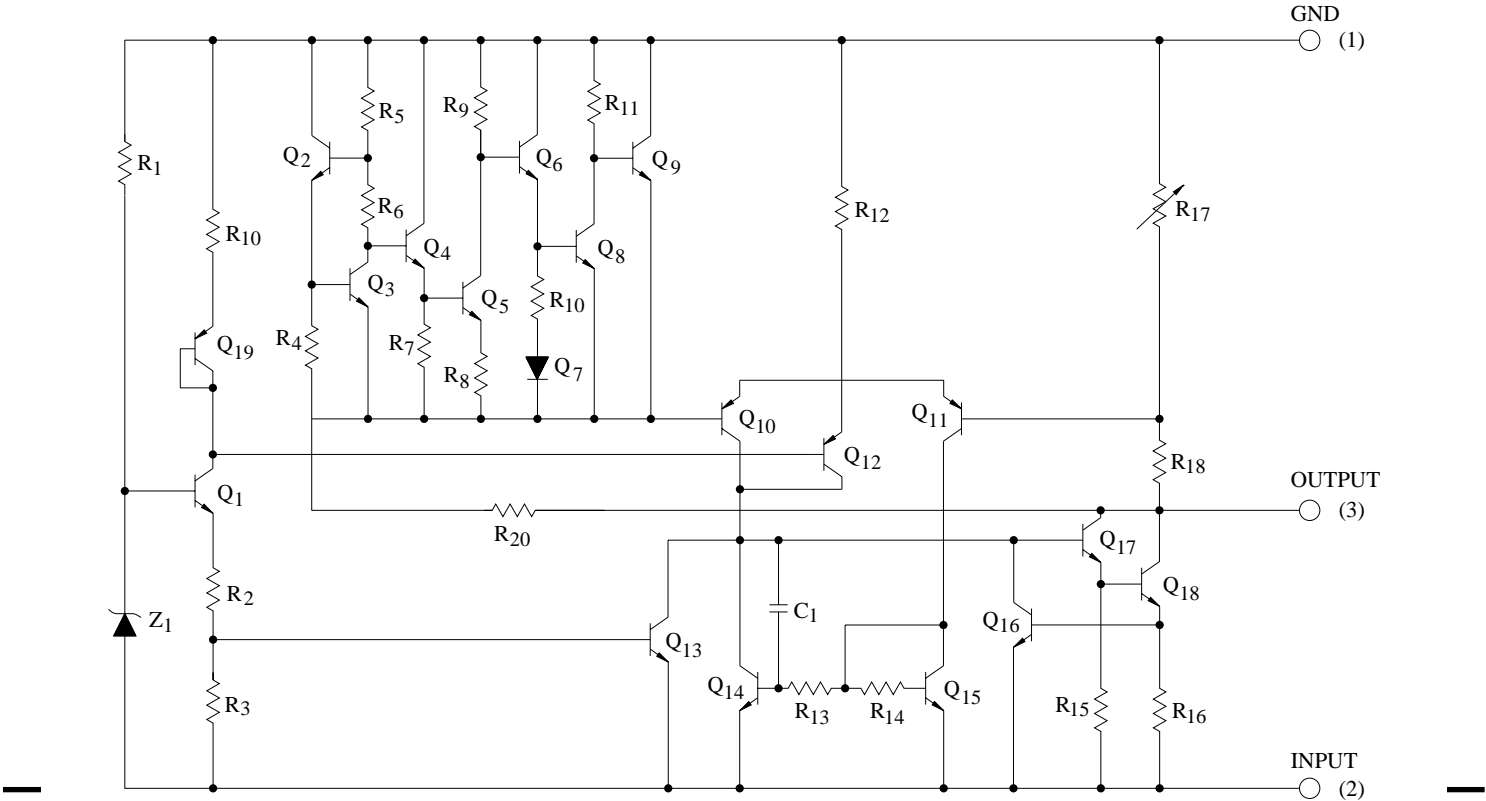 GND
(1)
R5
R9
R11
R1
Q2
Q6
Q9
R6
R12
R17
R10
Q4
Q8
Q3
Q5
R10
Q19
R4
R7
R8
Q7
Q10
Q11
Q12
R18
Q1
OUTPUT
(3)
R20
Q17
R2
Z1
C1
Q18
Q16
Q13
Q14
Q15
R3
R13
R14
R15
R16
INPUT
(2)